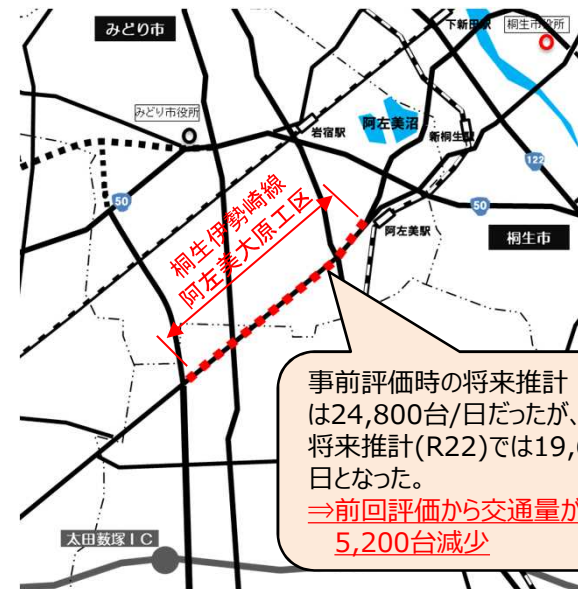 みどり市
下新田駅
桐生市役所
みどり市役所
岩宿駅
阿左美沼
新桐生駅
122
50
50
桐生伊勢崎線
阿左美大原工区
阿左美駅
桐生市
事前評価時の将来推計
は24,800台/日だったが、
将来推計(R22)では19,
日となった。
⇒前回評価から交通量が
5,200台減少
太田藪塚IC